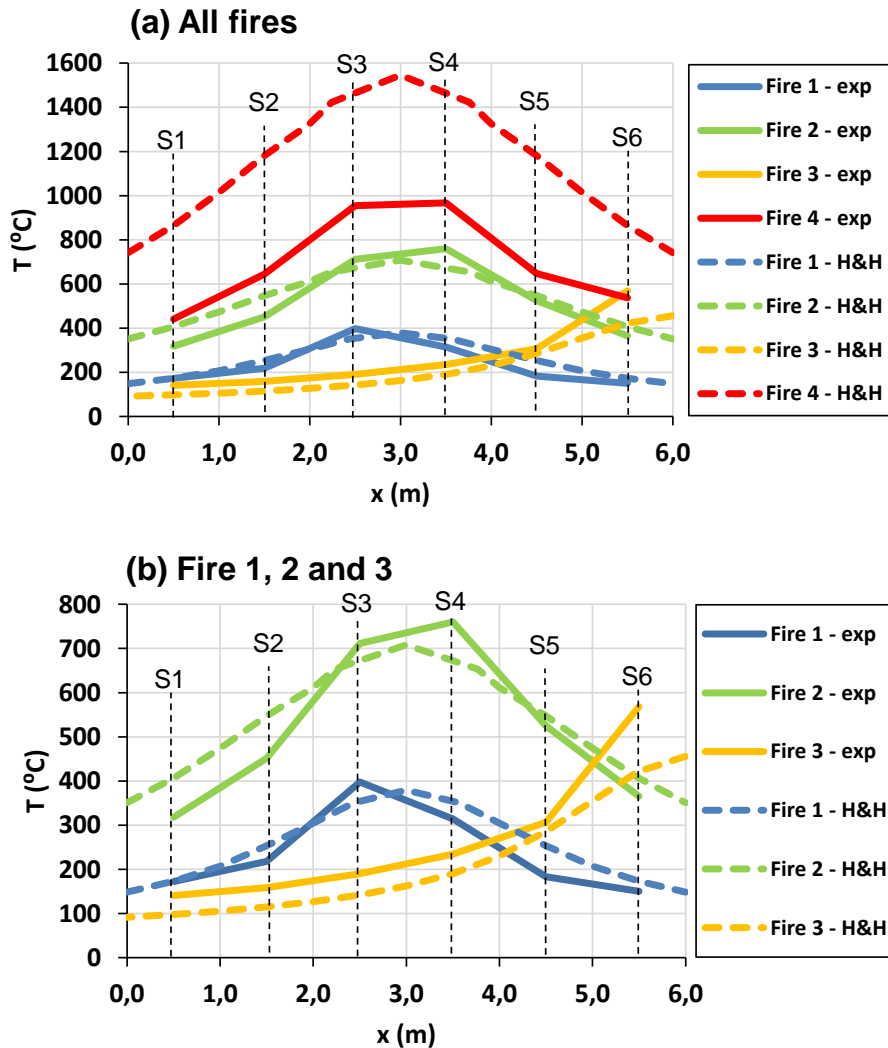 (a) All fires
1600
1400
1200
1000
800
600
400
200
0
T (⁰C)
S1
S2
S3
S4
S5
S6
0,0 1,0 2,0 3,0 4,0 5,0 6,0
x (m)
Fire 1 - exp
Fire 2 - exp
Fire 3 - exp
Fire 4 - exp
Fire 1 - H&H
Fire 2 - H&H
Fire 3 - H&H
Fire 4 - H&H
(b) Fire 1, 2 and 3
800
700
600
500
400
300
200
100
0
T (⁰C)
S1
S2
S3
S4
S5
S6
0,0 1,0 2,0 3,0 4,0 5,0 6,0
x (m)
Fire 1 - exp
Fire 2 - exp
Fire 3 - exp
Fire 1 - H&H
Fire 2 - H&H
Fire 3 - H&H